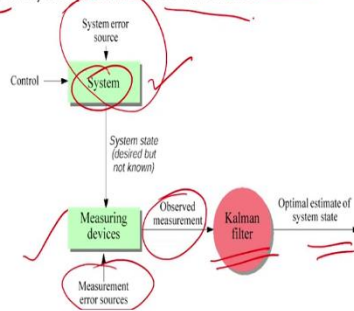 System error
source
Control
System
System state
(desired but
not known)
Measuring
devices
Observed
measurement
Kalman
filter
Optimal estimate of
system state
Measurement
error sources